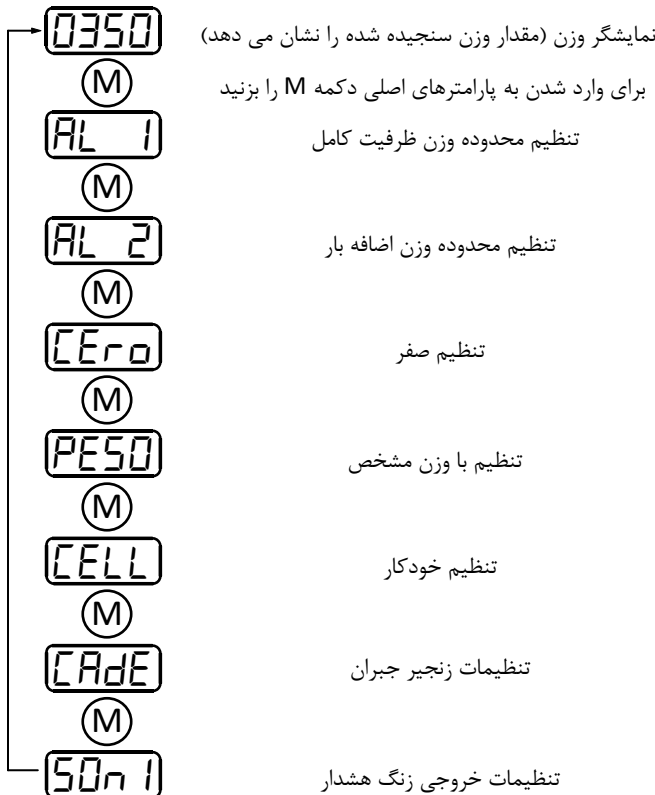 0350 نمایشگر وزن (مقدار وزن سنجیده شده را نشان می دهد)
M برای وارد شدن به پارامترهای اصلی دکمه M را بزنید
AL 1 تنظیم محدوده وزن ظرفیت کامل
M
AL 2 تنظیم محدوده وزن اضافه بار
M
CEro تنظیم صفر
M
PESO تنظیم با وزن مشخص
M
CELL تنظیم خودکار
M
CAdE تنظیمات زنجیر جبران
M
SOn1 تنظیمات خروجی زنگ هشدار